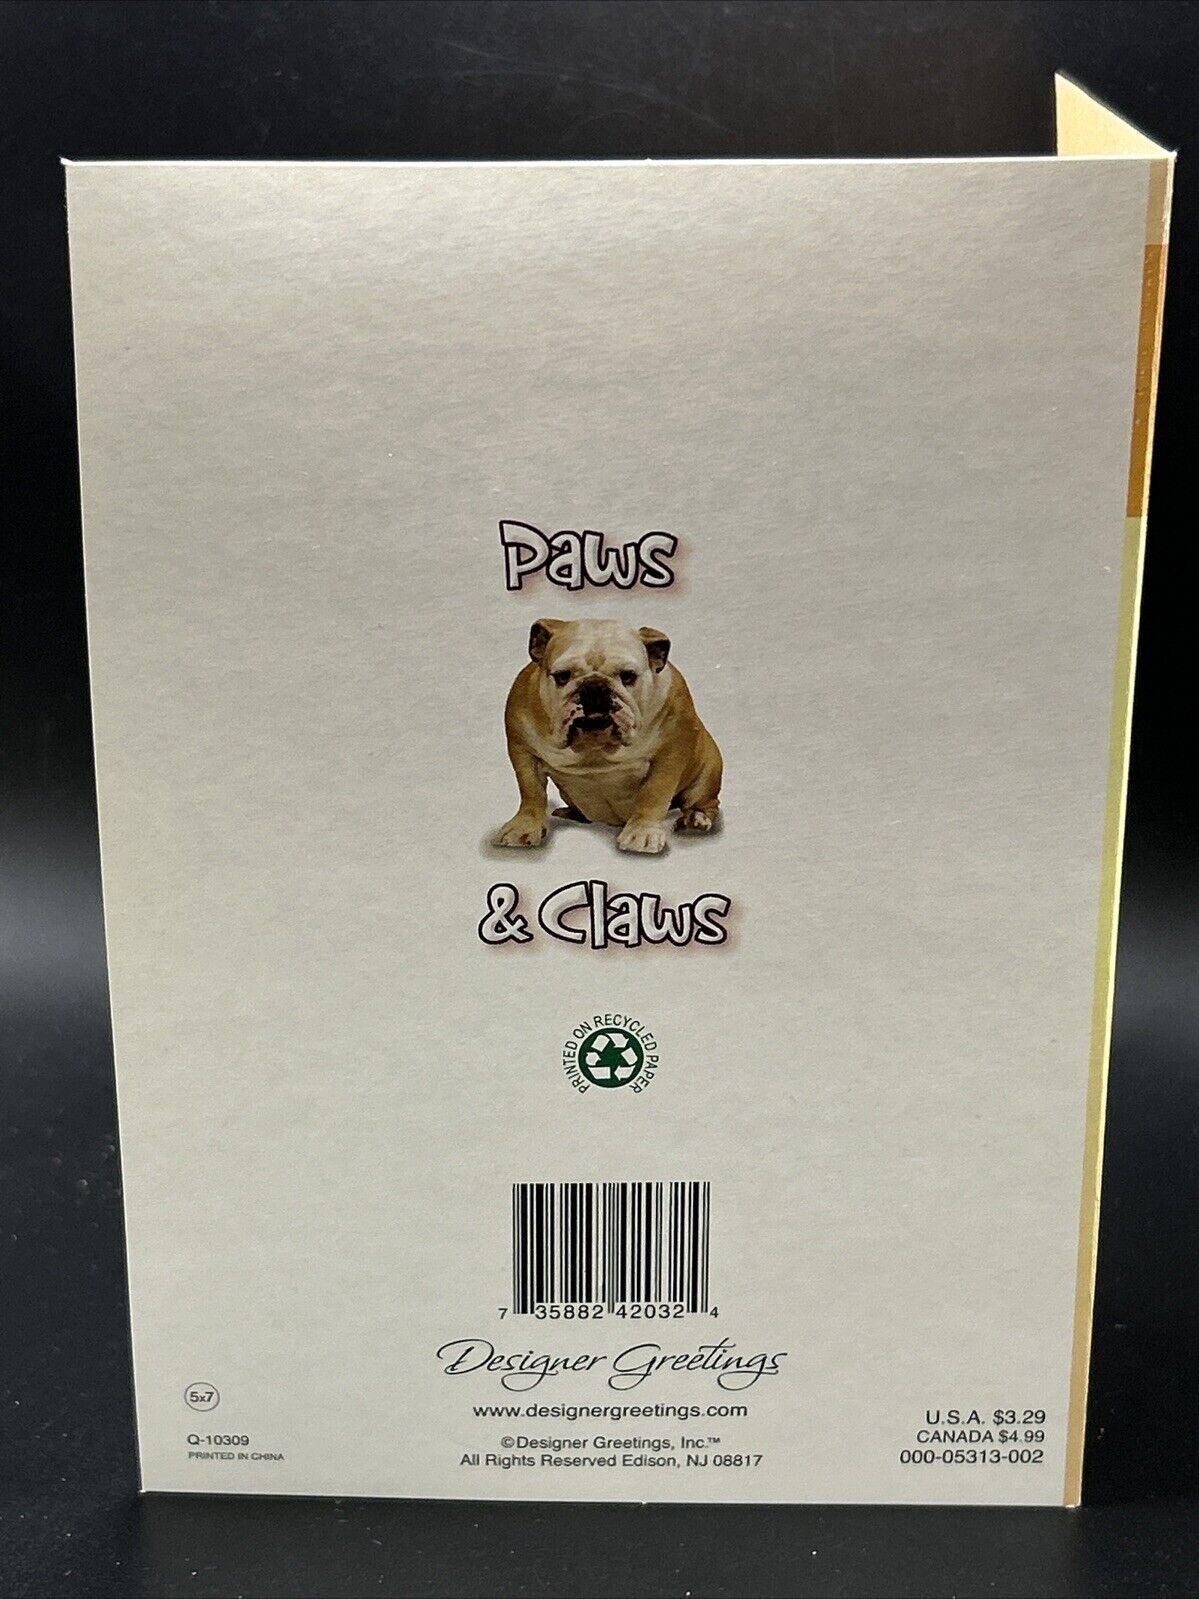 Paws
& Claws
PRINTED ON RECYCLED PAPER
7 35882 42032 4
Designer Greetings
www.designergreetings.com
©Designer Greetings, Inc.™
All Rights Reserved Edison, NJ 08817
5x7
Q-10309
PRINTED IN CHINA
U.S.A. $3.29
CANADA $4.99
000-05313-002